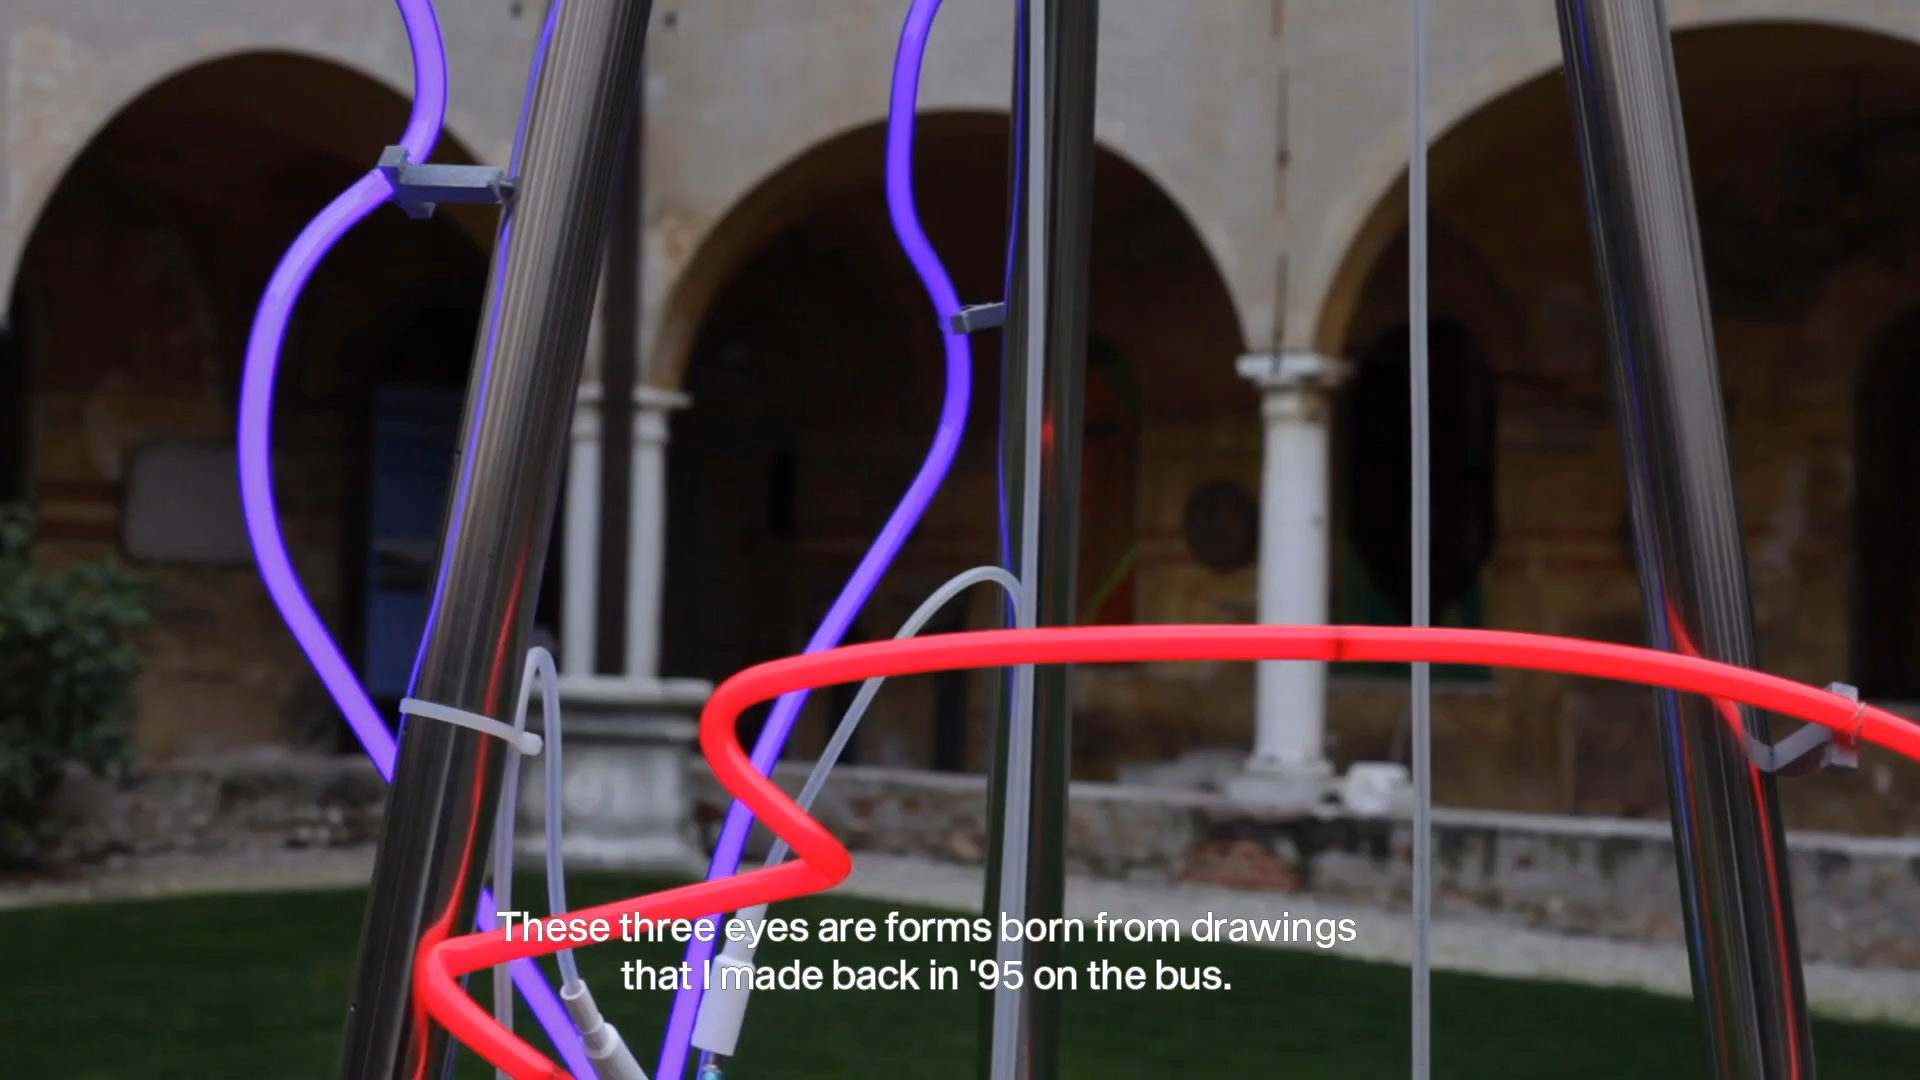 These three eyes are forms born from drawings
that I made back in '95 on the bus.